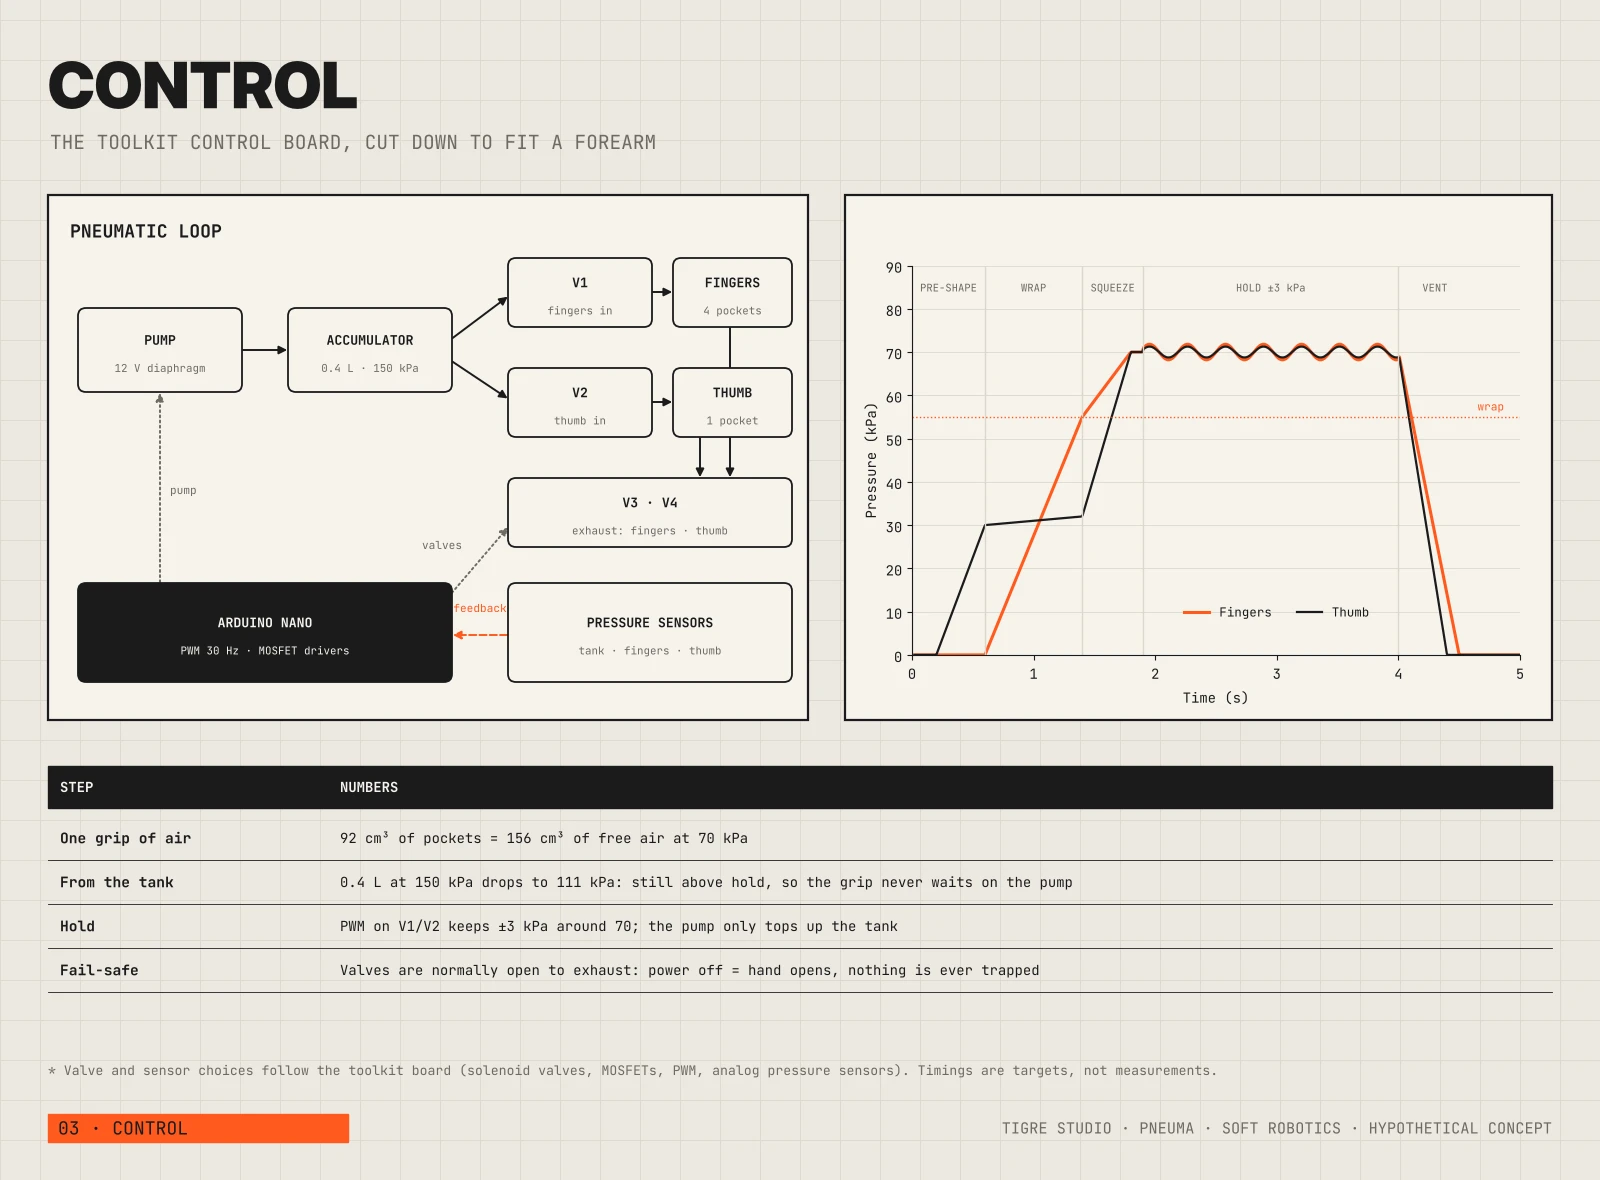 CONTROL
THE TOOLKIT CONTROL BOARD, CUT DOWN TO FIT A FOREARM
PNEUMATIC LOOP
PUMP
12 V diaphragm
ACCUMULATOR
0.4 L · 150 kPa
V1
fingers in
FINGERS
4 pockets
V2
thumb in
THUMB
1 pocket
V3 · V4
exhaust: fingers · thumb
pump
valves
feedback
ARDUINO NANO
PWM 30 Hz · MOSFET drivers
PRESSURE SENSORS
tank · fingers · thumb
PRE-SHAPE WRAP SQUEEZE HOLD ±3 kPa VENT
90
80
70
60
50
40
30
20
10
0
Pressure (kPa)
wrap
Fingers Thumb
0 1 2 3 4 5
Time (s)
STEP NUMBERS
One grip of air 92 cm³ of pockets = 156 cm³ of free air at 70 kPa
From the tank 0.4 L at 150 kPa drops to 111 kPa: still above hold, so the grip never waits on the pump
Hold PWM on V1/V2 keeps ±3 kPa around 70; the pump only tops up the tank
Fail-safe Valves are normally open to exhaust: power off = hand opens, nothing is ever trapped
* Valve and sensor choices follow the toolkit board (solenoid valves, MOSFETs, PWM, analog pressure sensors). Timings are targets, not measurements.
03 · CONTROL
TIGRE STUDIO · PNEUMA · SOFT ROBOTICS · HYPOTHETICAL CONCEPT